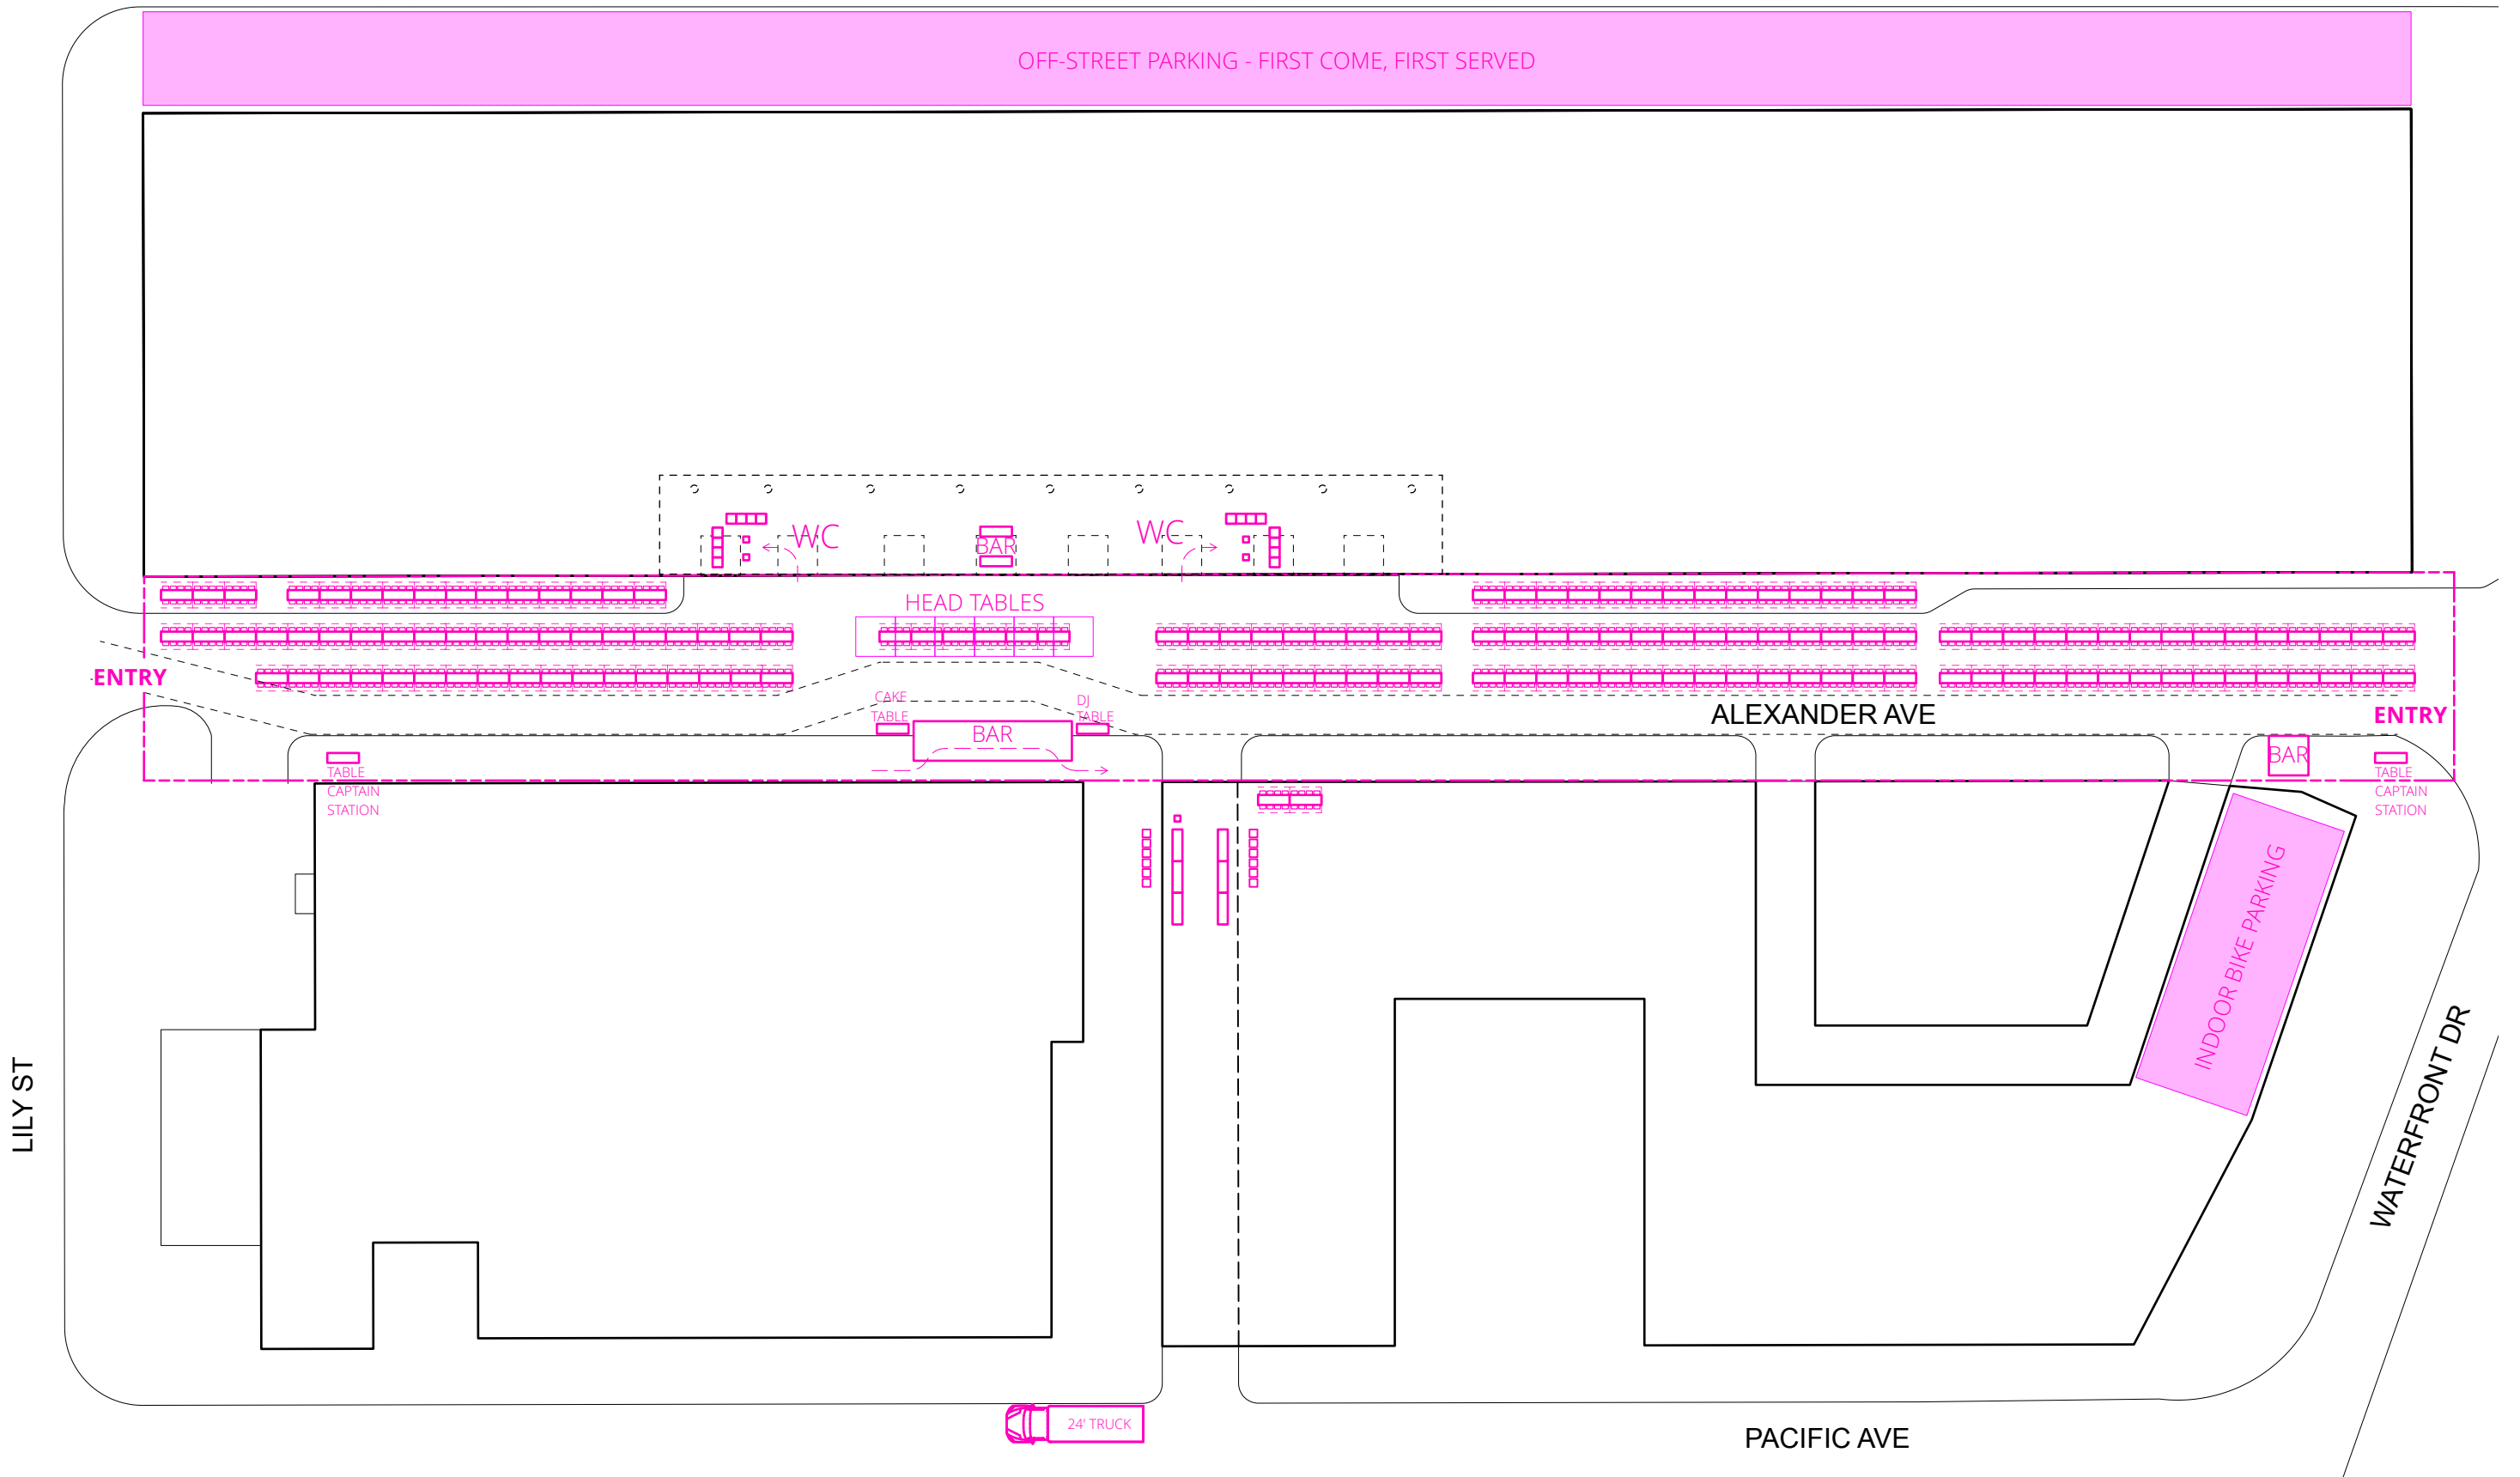 OFF-STREET PARKING - FIRST COME, FIRST SERVED
WC
BAR
WC
HEAD TABLES
ENTRY
CAKE
TABLE
DJ
TABLE
BAR
ALEXANDER AVE
ENTRY
BAR
TABLE
CAPTAIN
STATION
TABLE
CAPTAIN
STATION
INDOOR BIKE PARKING
LILY ST
WATERFRONT DR
24' TRUCK
PACIFIC AVE